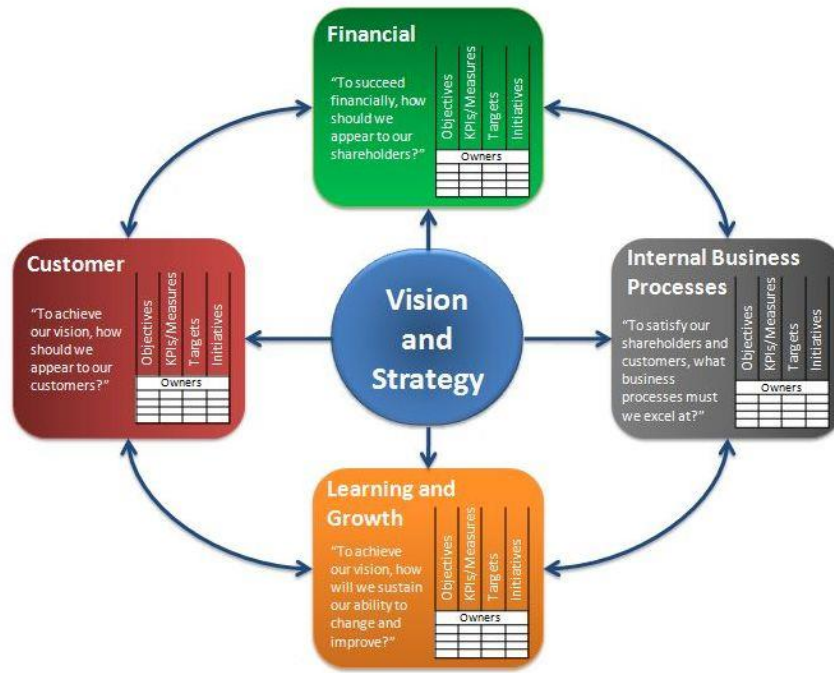 Financial
“To succeed
financially, how
should we
appear to our
shareholders?”
Objectives
KPIs/Measures
Targets
Initiatives
Owners
Customer
“To achieve
our vision, how
should we
appear to our
customers?”
Objectives
KPIs/Measures
Targets
Initiatives
Owners
Vision
and
Strategy
Internal Business
Processes
“To satisfy our
shareholders and
customers, what
business
processes must
we excel at?”
Objectives
KPIs/Measures
Targets
Initiatives
Owners
Learning and
Growth
“To achieve
our vision, how
will we sustain
our ability to
change and
improve?”
Objectives
KPIs/Measures
Targets
Initiatives
Owners